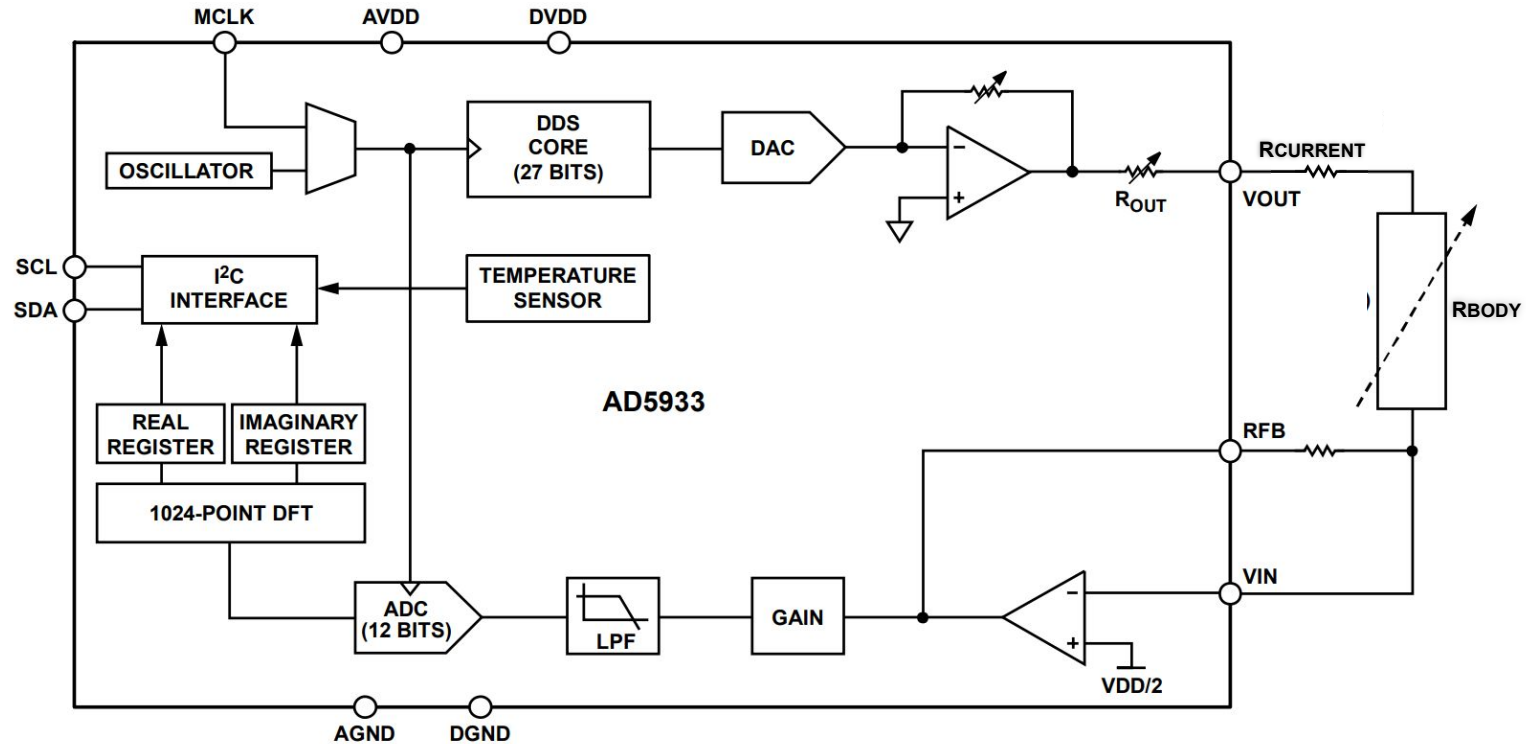 MCLK
AVDD
DVDD
OSCILLATOR
DDS
CORE
(27 BITS)
DAC
−
+
ROUT
VOUT
RCURRENT
RBODY
SCL
SDA
I²C
INTERFACE
TEMPERATURE
SENSOR
AD5933
REAL
REGISTER
IMAGINARY
REGISTER
1024-POINT DFT
RFB
VIN
ADC
(12 BITS)
LPF
GAIN
−
+
VDD/2
AGND
DGND